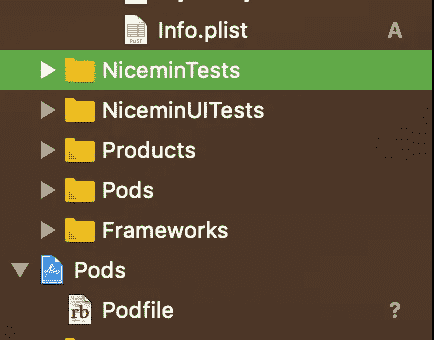 Info.plist A
NiceminTests
NiceminUITests
Products
Pods
Frameworks
Pods
Podfile ?